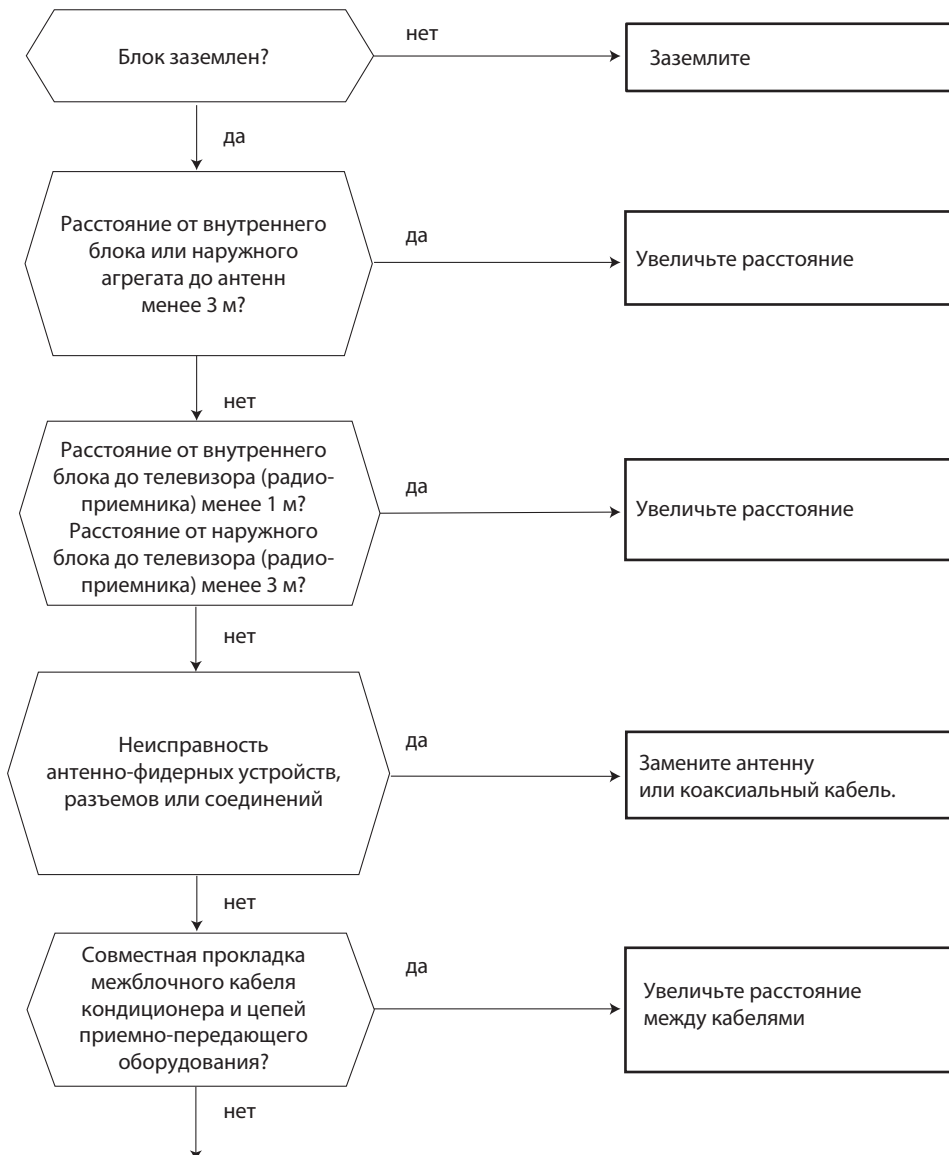 Блок заземлен?
нет
Заземлите
да
Расстояние от внутреннего
блока или наружного
агрегата до антенн
менее 3 м?
да
Увеличьте расстояние
нет
Расстояние от внутреннего
блока до телевизора (радио-
приемника) менее 1 м?
Расстояние от наружного
блока до телевизора (радио-
приемника) менее 3 м?
да
Увеличьте расстояние
нет
Неисправность
антенно-фидерных устройств,
разъемов или соединений
да
Замените антенну
или коаксиальный кабель.
нет
Совместная прокладка
межблочного кабеля
кондиционера и цепей
приемно-передающего
оборудования?
да
Увеличьте расстояние
между кабелями
нет